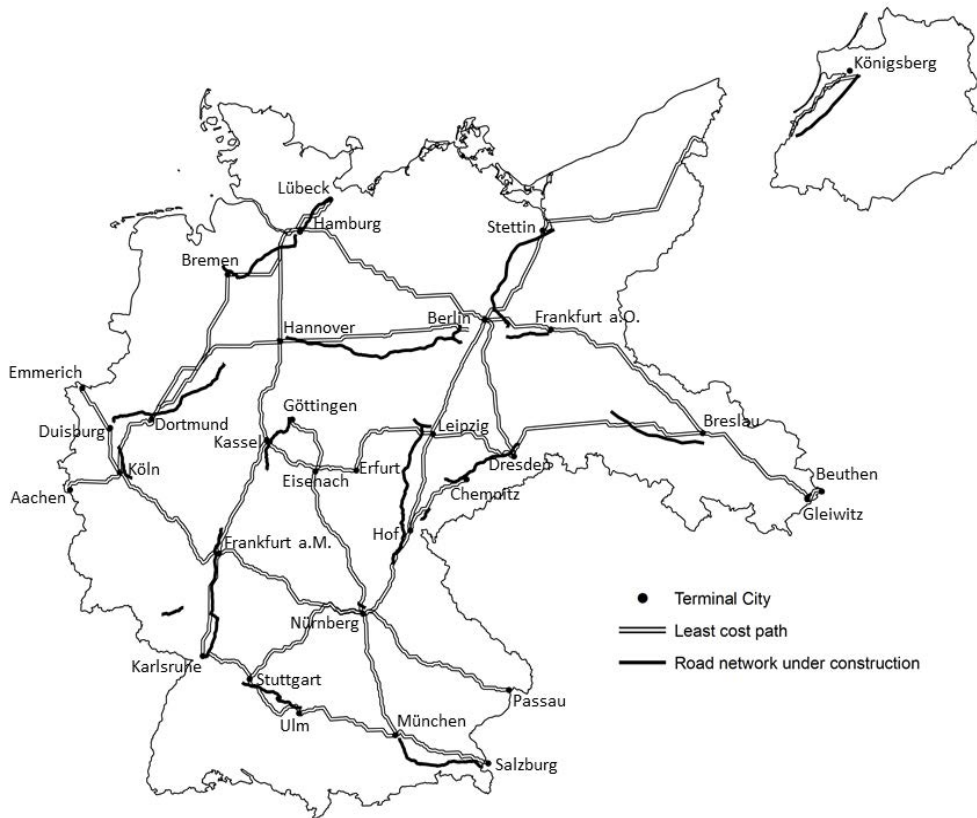 Königsberg
Lübeck
Hamburg
Stettin
Bremen
Berlin
Frankfurt a.O.
Hannover
Emmerich
Göttingen
Duisburg
Dortmund
Kassel
Leipzig
Breslau
Köln
Eisenach
Erfurt
Dresden
Aachen
Chemnitz
Beuthen
Gleiwitz
Hof
Frankfurt a.M.
Terminal City
Nürnberg
Least cost path
Karlsruhe
Road network under construction
Stuttgart
Passau
Ulm
München
Salzburg